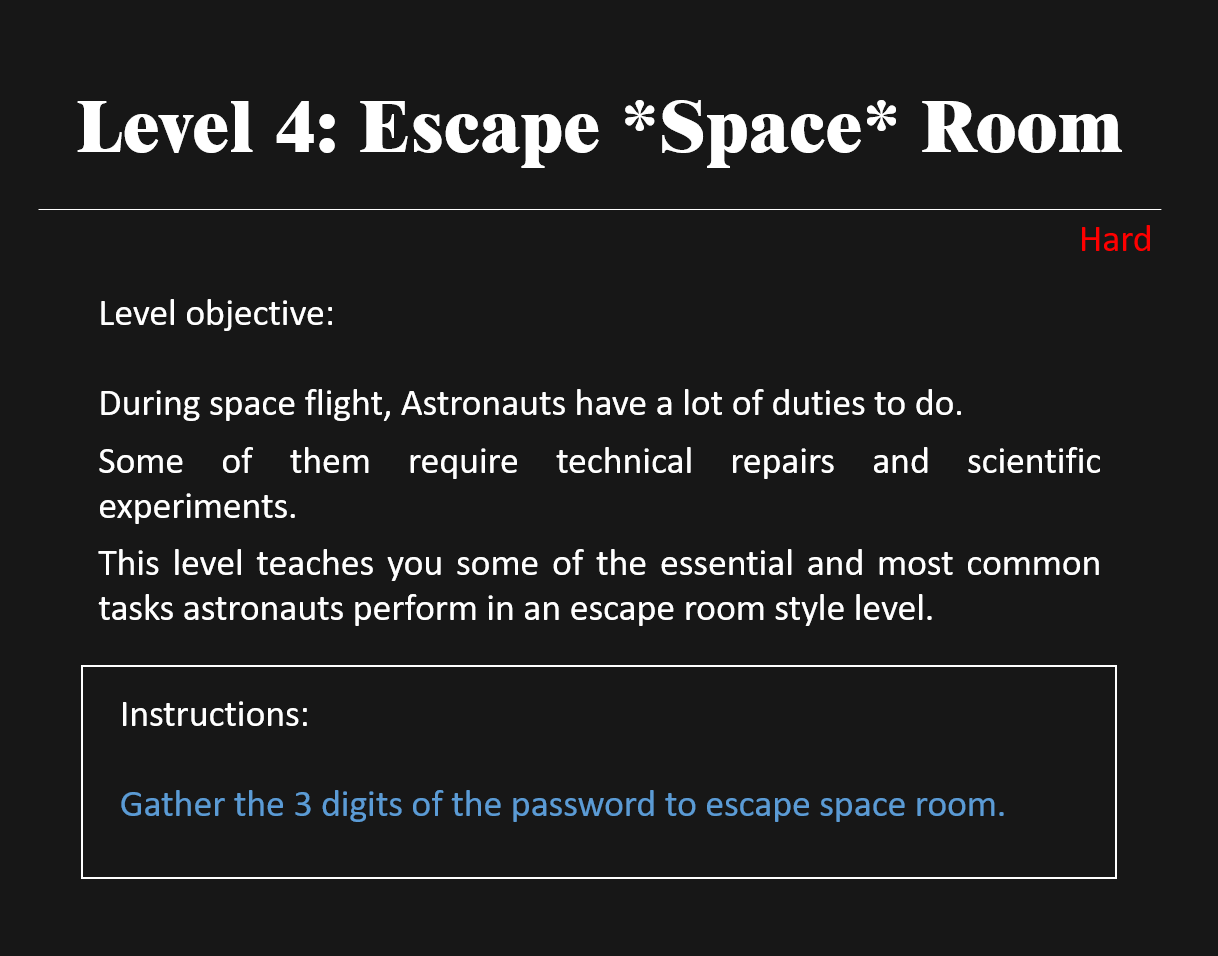 Level 4: Escape *Space* Room
Hard
Level objective:
During space flight, Astronauts have a lot of duties to do.
Some of them require technical repairs and scientific
experiments.
This level teaches you some of the essential and most common
tasks astronauts perform in an escape room style level.
Instructions:
Gather the 3 digits of the password to escape space room.